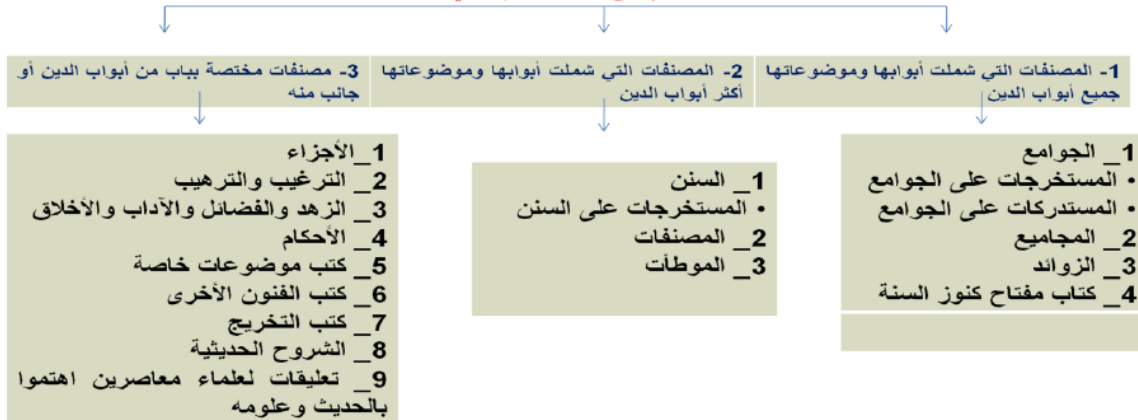 1- المصنفات التي شملت أبوابها وموضوعاتها
جميع أبواب الدين
2- المصنفات التي شملت أبوابها وموضوعاتها
أكثر أبواب الدين
3- مصنفات مختصة بباب من أبواب الدين أو
جانب منه
1_ الجوامع
• المستخرجات على الجوامع
• المستدركات على الجوامع
2_ المجاميع
3_ الزوائد
4_ كتاب مفتاح كنوز السنة
1_ السنن
• المستخرجات على السنن
2_ المصنفات
3_ الموطآت
1_ الأجزاء
2_ الترغيب والترهيب
3_ الزهد والفضائل والآداب والأخلاق
4_ الأحكام
5_ كتب موضوعات خاصة
6_ كتب الفنون الأخرى
7_ كتب التخريج
8_ الشروح الحديثية
9_ تعليقات لعلماء معاصرين اهتموا
بالحديث وعلومه